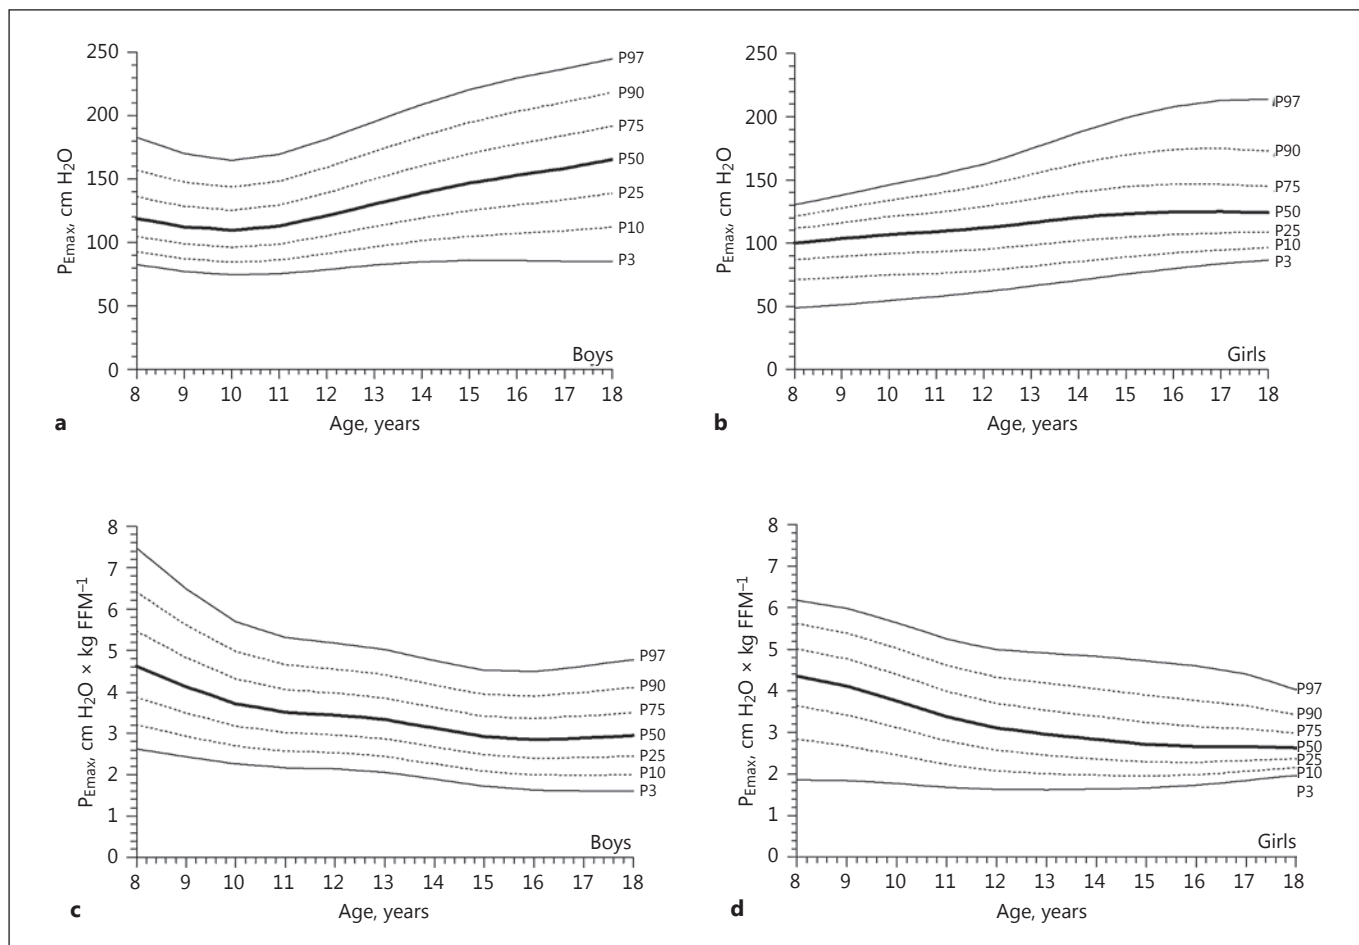 250
200
150
100
50
0
P_Emax, cm H₂O
P97
P90
P75
P50
P25
P10
P3
Boys
8 9 10 11 12 13 14 15 16 17 18
Age, years
a
250
200
150
100
50
0
P_Emax, cm H₂O
P97
P90
P75
P50
P25
P10
P3
Girls
8 9 10 11 12 13 14 15 16 17 18
Age, years
b
8
7
6
5
4
3
2
1
0
P_Emax, cm H₂O × kg FFM⁻¹
P97
P90
P75
P50
P25
P10
P3
Boys
8 9 10 11 12 13 14 15 16 17 18
Age, years
c
8
7
6
5
4
3
2
1
0
P_Emax, cm H₂O × kg FFM⁻¹
P97
P90
P75
P50
P25
P10
P3
Girls
8 9 10 11 12 13 14 15 16 17 18
Age, years
d